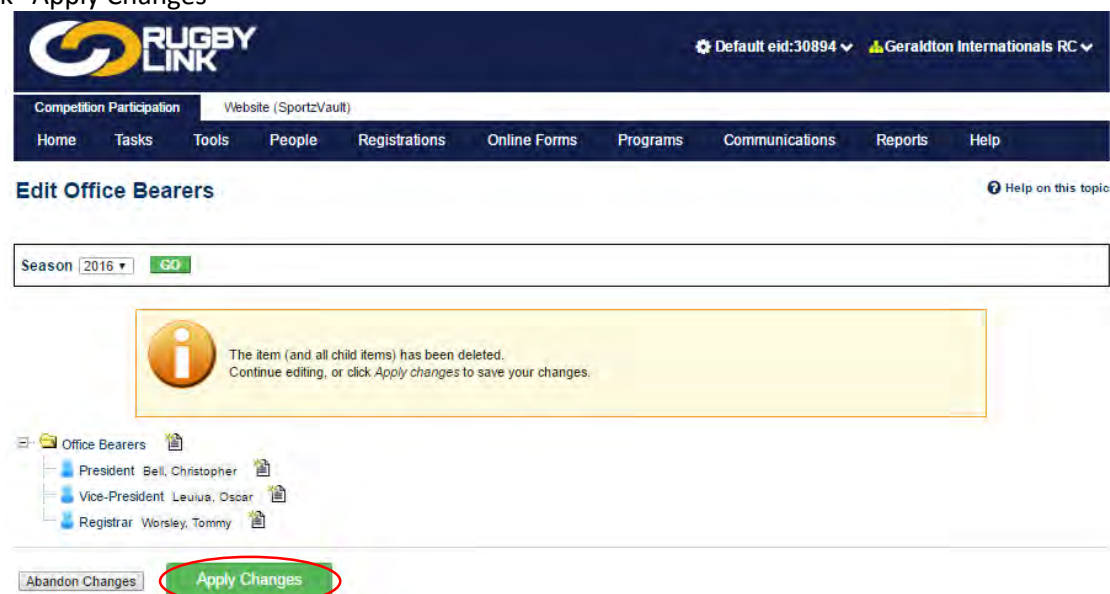 k "Apply Changes"
RUGBY
LINK
Default eid:30894 Geraldton Internationals RC
Competition Participation Website (SportzVault)
Home Tasks Tools People Registrations Online Forms Programs Communications Reports Help
Edit Office Bearers Help on this topic
Season 2016 GO
The item (and all child items) has been deleted.
Continue editing, or click Apply changes to save your changes.
Office Bearers
President Bell, Christopher
Vice-President Leuiua, Oscar
Registrar Worsley, Tommy
Abandon Changes Apply Changes